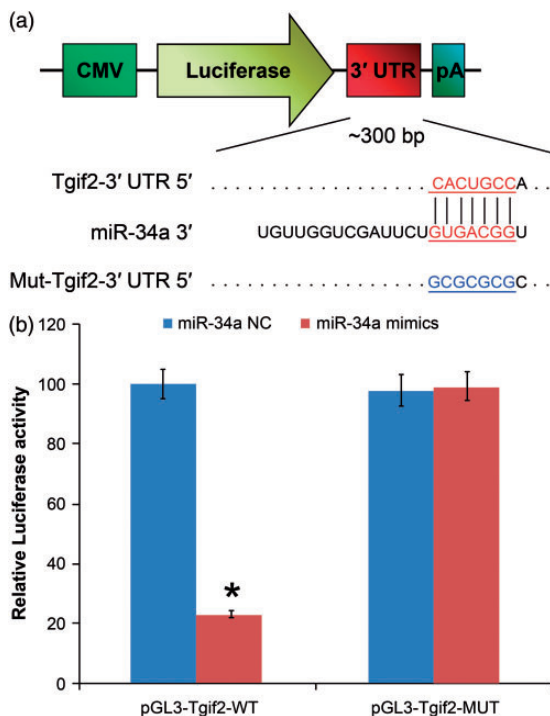 (a)
CMV Luciferase 3′ UTR pA
~300 bp
Tgif2-3′ UTR 5′ . . . . . . . . . . . . . . . . . . CACUGCCA . .
miR-34a 3′ UGUUGGUCGAUUCUGUGACGGU
Mut-Tgif2-3′ UTR 5′ . . . . . . . . . . . . . . . . . . GCGCGCGC . .
(b)
miR-34a NC miR-34a mimics
Relative Luciferase activity
120
100
80
60
40
20
0
*
pGL3-Tgif2-WT pGL3-Tgif2-MUT